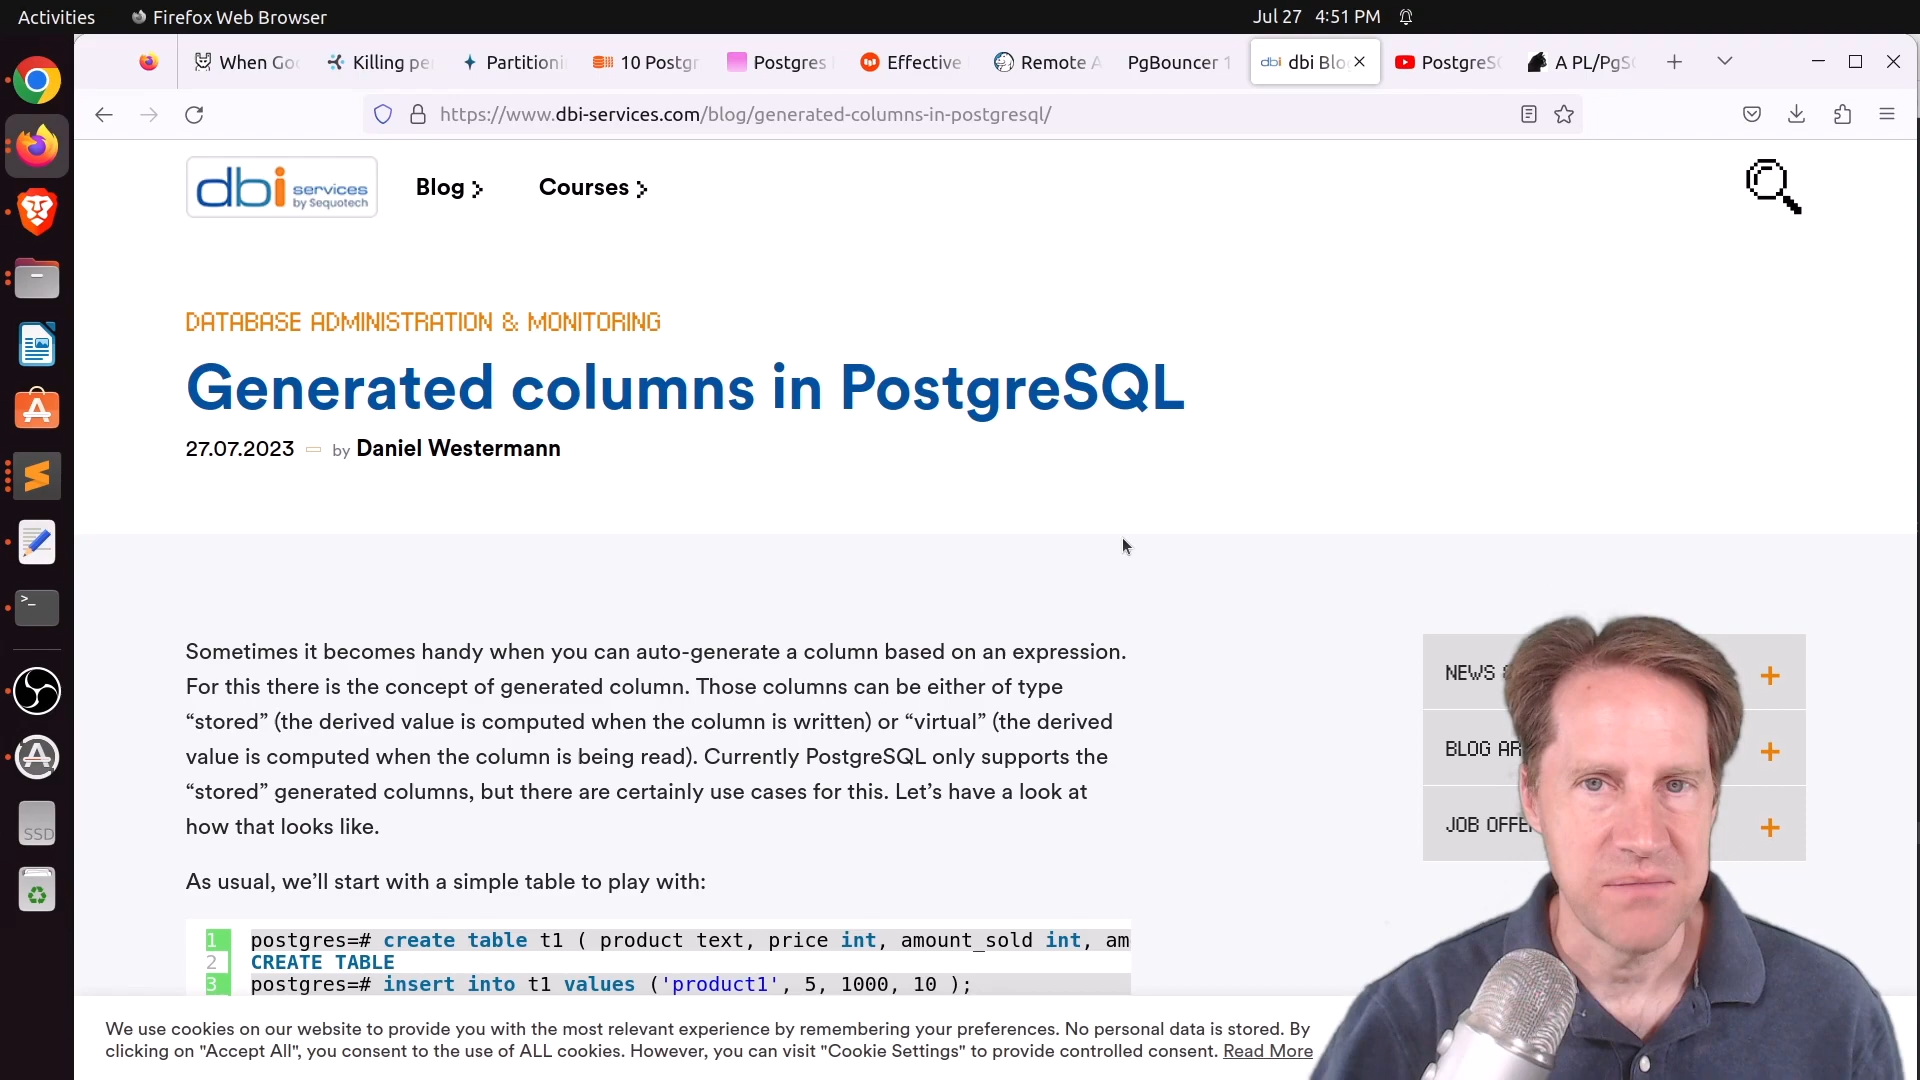 Activities
Firefox Web Browser
Jul 27 4:51 PM
When Go
Killing pe
Partitioni
10 Postgr
Postgres
Effective
Remote A
PgBouncer 1
dbi Blo
PostgreSQ
A PL/PgSQ
https://www.dbi-services.com/blog/generated-columns-in-postgresql/
dbi services by Sequotech
Blog
Courses
DATABASE ADMINISTRATION & MONITORING
Generated columns in PostgreSQL
27.07.2023 — by Daniel Westermann
Sometimes it becomes handy when you can auto-generate a column based on an expression.
For this there is the concept of generated column. Those columns can be either of type
“stored” (the derived value is computed when the column is written) or “virtual” (the derived
value is computed when the column is being read). Currently PostgreSQL only supports the
“stored” generated columns, but there are certainly use cases for this. Let’s have a look at
how that looks like.
As usual, we’ll start with a simple table to play with:
1 postgres=# create table t1 ( product text, price int, amount_sold int, am
2 CREATE TABLE
3 postgres=# insert into t1 values ('product1', 5, 1000, 10 );
NEWS
BLOG AR
JOB OFFE
SSD
We use cookies on our website to provide you with the most relevant experience by remembering your preferences. No personal data is stored. By
clicking on "Accept All", you consent to the use of ALL cookies. However, you can visit "Cookie Settings" to provide controlled consent. Read More